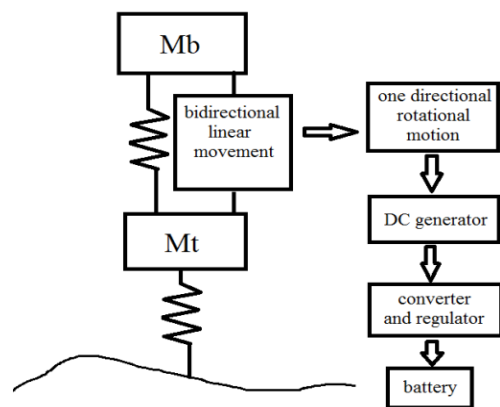 Mb
bidirectional
linear
movement
Mt
one directional
rotational
motion
DC generator
converter
and regulator
battery